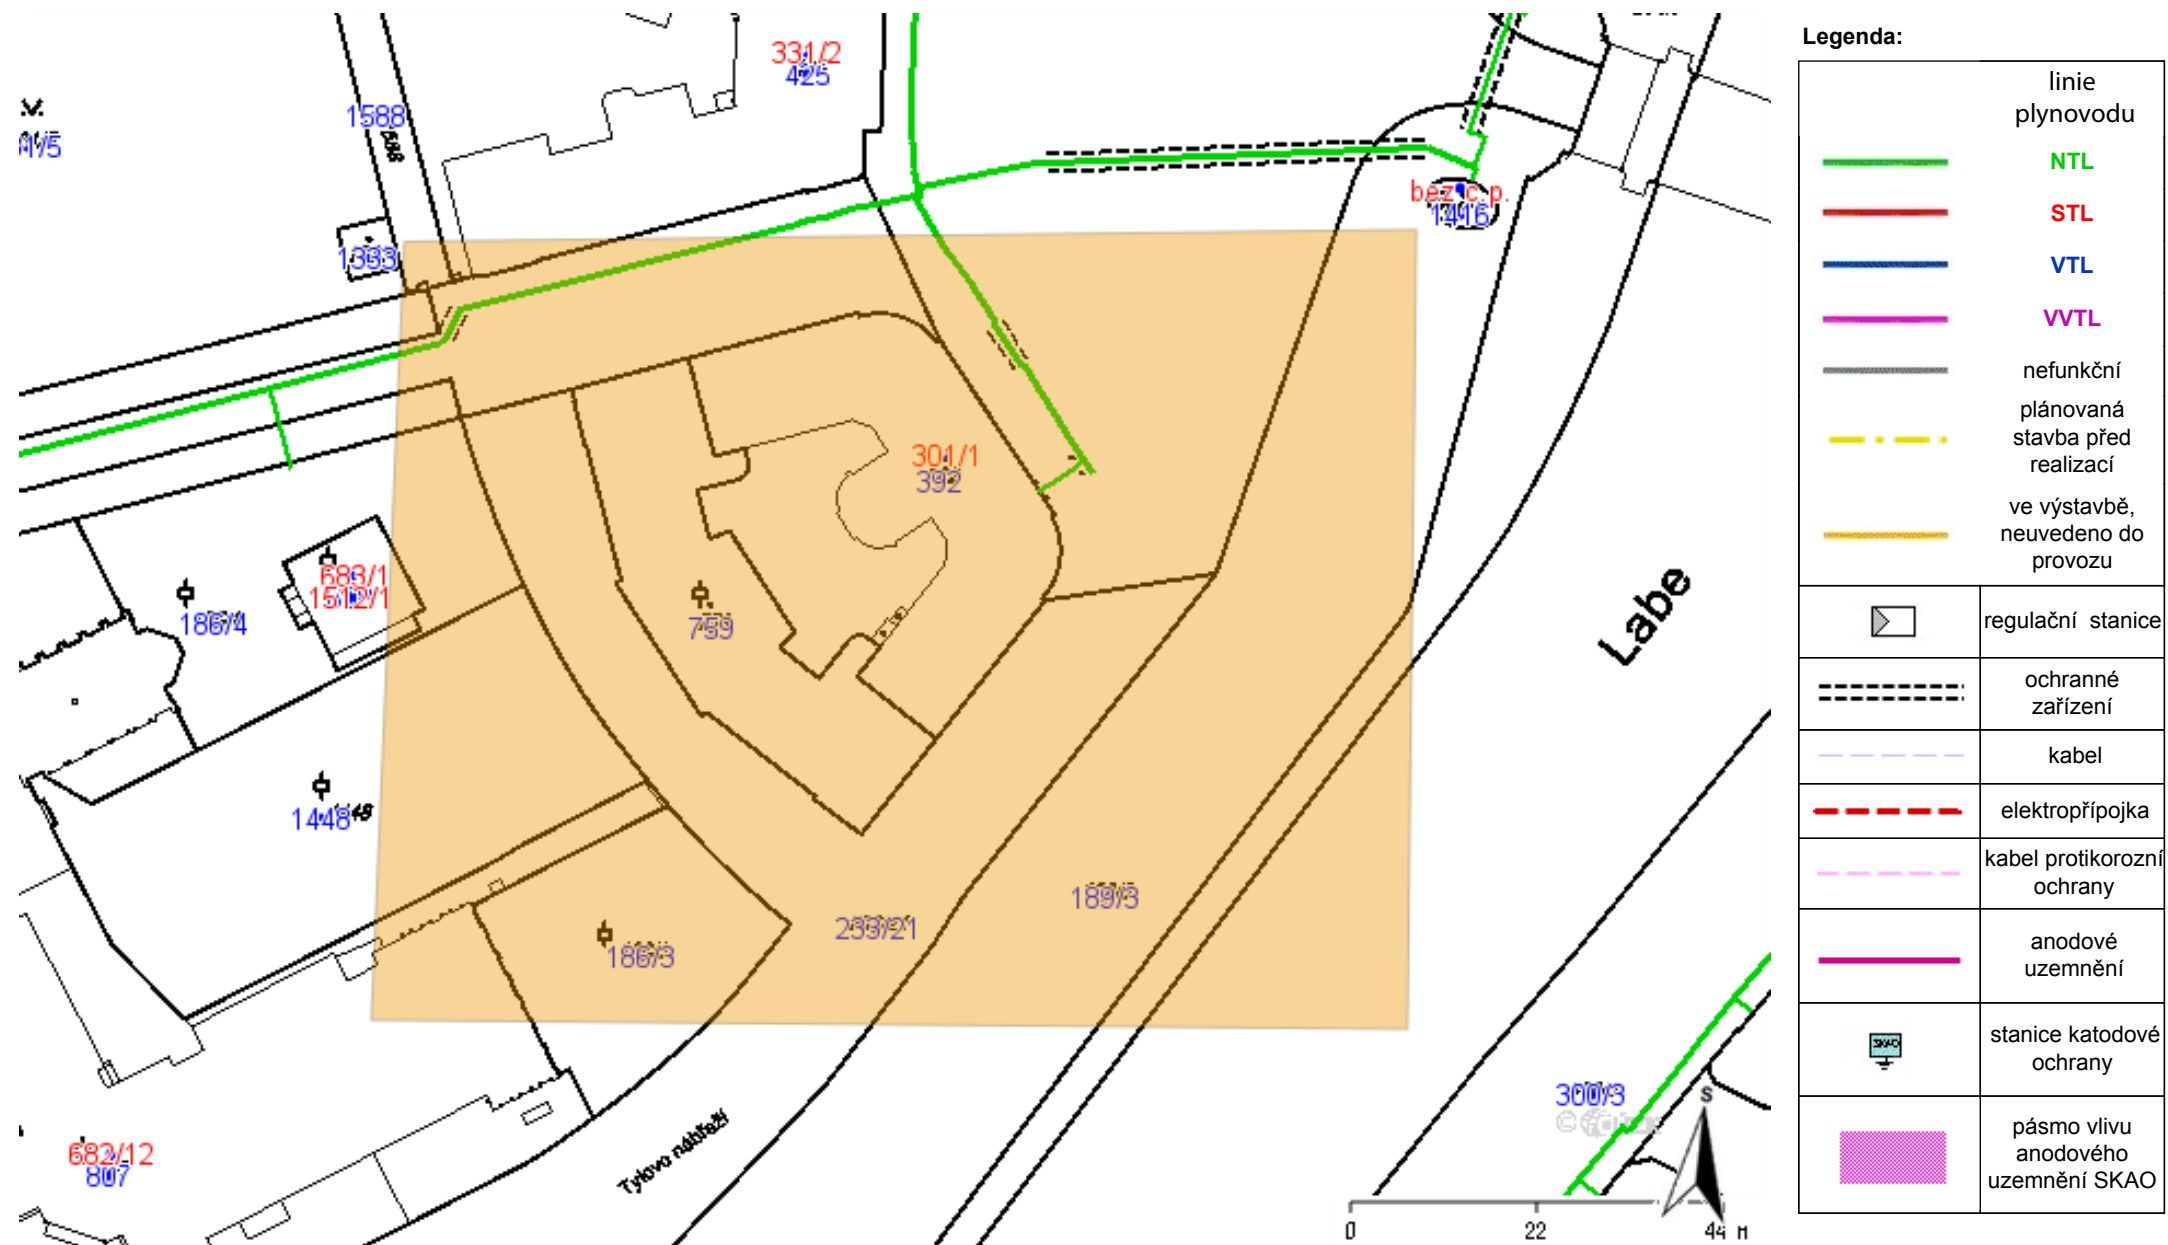 331/2
425
1588
1333
bez č.p.
1416
301/1
392
683/1
1512/1
186/4
759
1448
189/3
233/21
186/3
Labe
300/3
682/12
807
Tylovo nábřeží
S
0 22 44 M
Legenda:
linie
plynovodu
NTL
STL
VTL
VVTL
nefunkční
plánovaná
stavba před
realizací
ve výstavbě,
neuvedeno do
provozu
regulační stanice
ochranné
zařízení
kabel
elektropřípojka
kabel protikorozní
ochrany
anodové
uzemnění
SKAO
stanice katodové
ochrany
pásmo vlivu
anodového
uzemnění SKAO